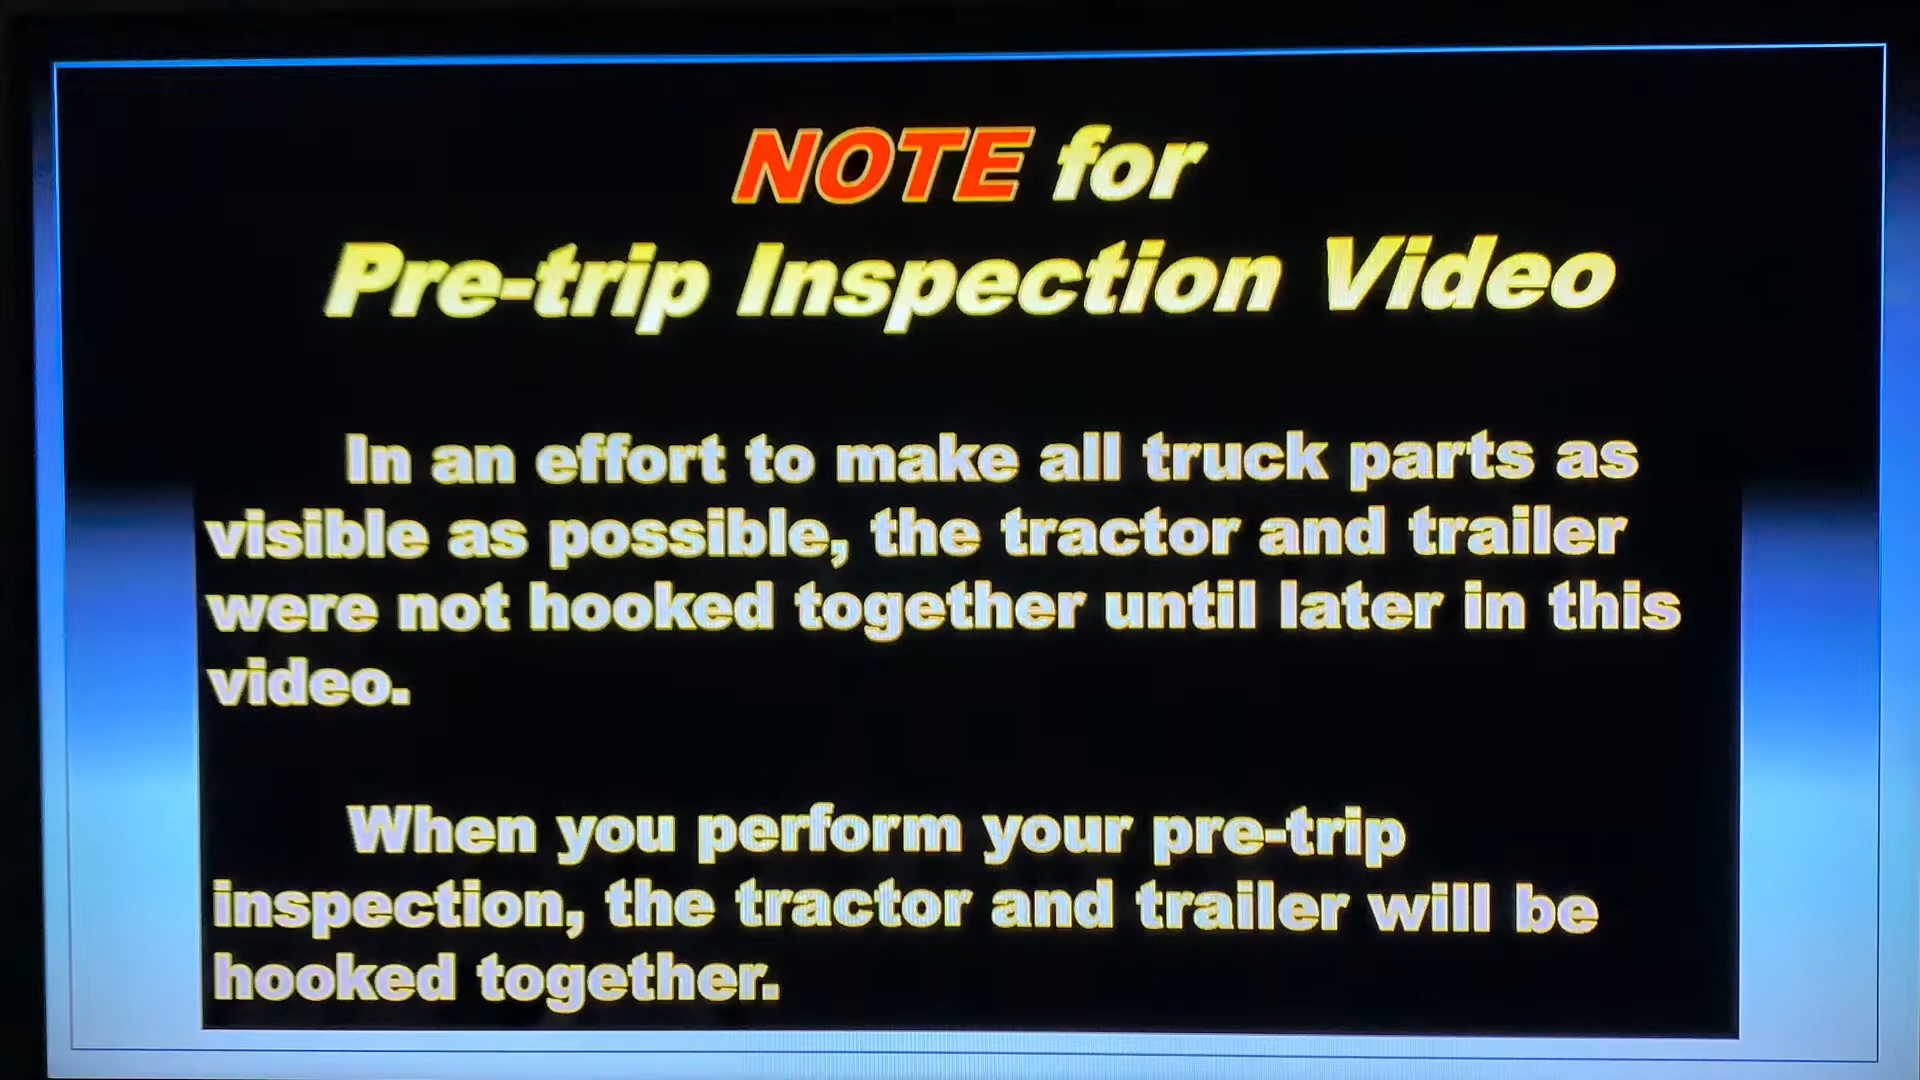 NOTE for
Pre-trip Inspection Video
In an effort to make all truck parts as
visible as possible, the tractor and trailer
were not hooked together until later in this
video.
When you perform your pre-trip
inspection, the tractor and trailer will be
hooked together.